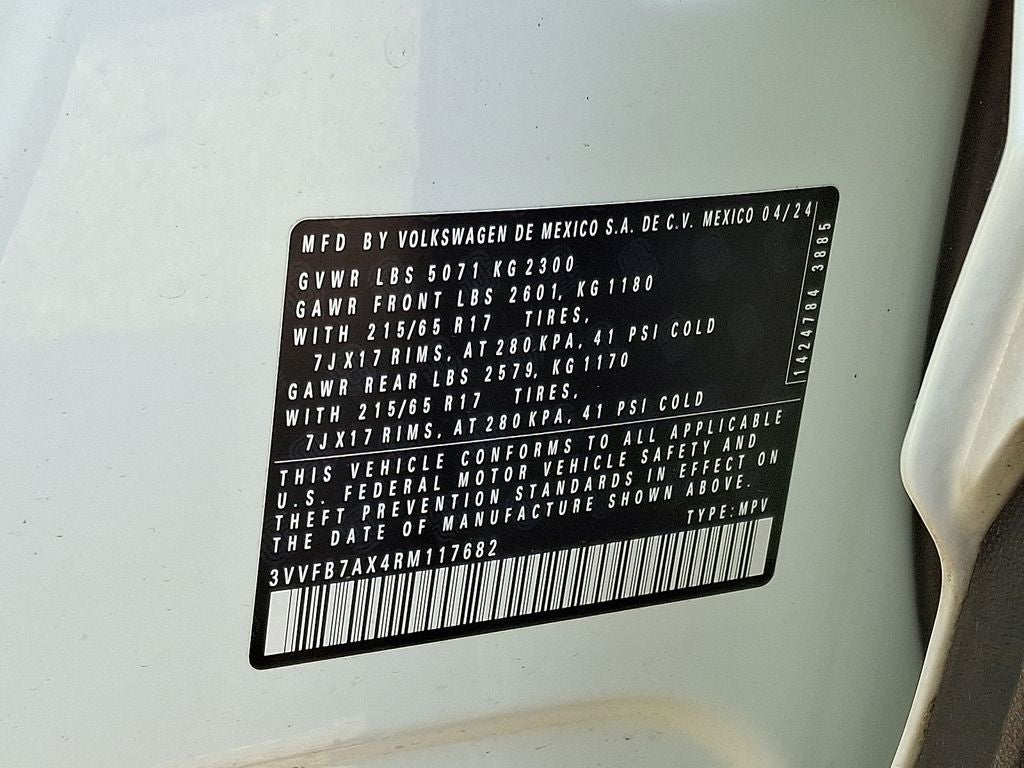 MFD BY VOLKSWAGEN DE MEXICO S.A. DE C.V. MEXICO 04/24
GVWR LBS 5071 KG 2300
GAWR FRONT LBS 2601, KG 1180
WITH 215/65 R17 TIRES,
7JX17 RIMS, AT 280 KPA, 41 PSI COLD
GAWR REAR LBS 2579, KG 1170
WITH 215/65 R17 TIRES,
7JX17 RIMS, AT 280 KPA, 41 PSI COLD
1424784 3885
THIS VEHICLE CONFORMS TO ALL APPLICABLE
U.S. FEDERAL MOTOR VEHICLE SAFETY AND
THEFT PREVENTION STANDARDS IN EFFECT ON
THE DATE OF MANUFACTURE SHOWN ABOVE.
TYPE: MPV
3VVFB7AX4RM117682